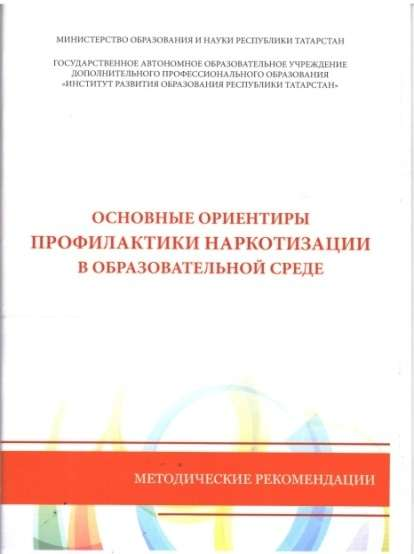 МИНИСТЕРСТВО ОБРАЗОВАНИЯ И НАУКИ РЕСПУБЛИКИ ТАТАРСТАН
ГОСУДАРСТВЕННОЕ АВТОНОМНОЕ ОБРАЗОВАТЕЛЬНОЕ УЧРЕЖДЕНИЕ
ДОПОЛНИТЕЛЬНОГО ПРОФЕССИОНАЛЬНОГО ОБРАЗОВАНИЯ
«ИНСТИТУТ РАЗВИТИЯ ОБРАЗОВАНИЯ РЕСПУБЛИКИ ТАТАРСТАН»
ОСНОВНЫЕ ОРИЕНТИРЫ
ПРОФИЛАКТИКИ НАРКОТИЗАЦИИ
В ОБРАЗОВАТЕЛЬНОЙ СРЕДЕ
МЕТОДИЧЕСКИЕ РЕКОМЕНДАЦИИ